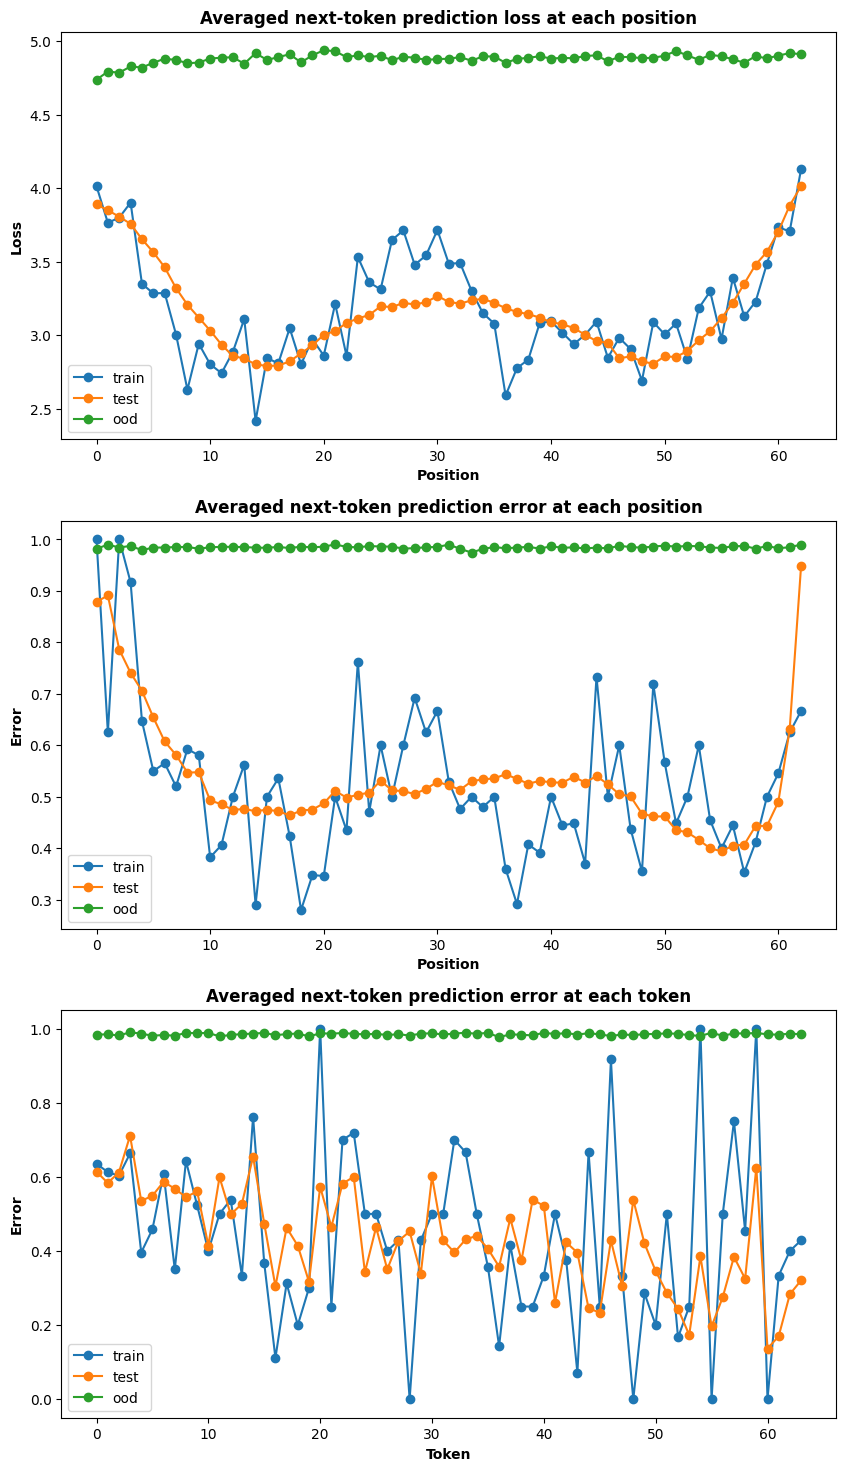 Averaged next-token prediction loss at each position
5.0
4.5
4.0
3.5
3.0
2.5
Loss
train
test
ood
0 10 20 30 40 50 60
Position
Averaged next-token prediction error at each position
1.0
0.9
0.8
0.7
0.6
0.5
0.4
0.3
Error
train
test
ood
0 10 20 30 40 50 60
Position
Averaged next-token prediction error at each token
1.0
0.8
0.6
0.4
0.2
0.0
Error
train
test
ood
0 10 20 30 40 50 60
Token